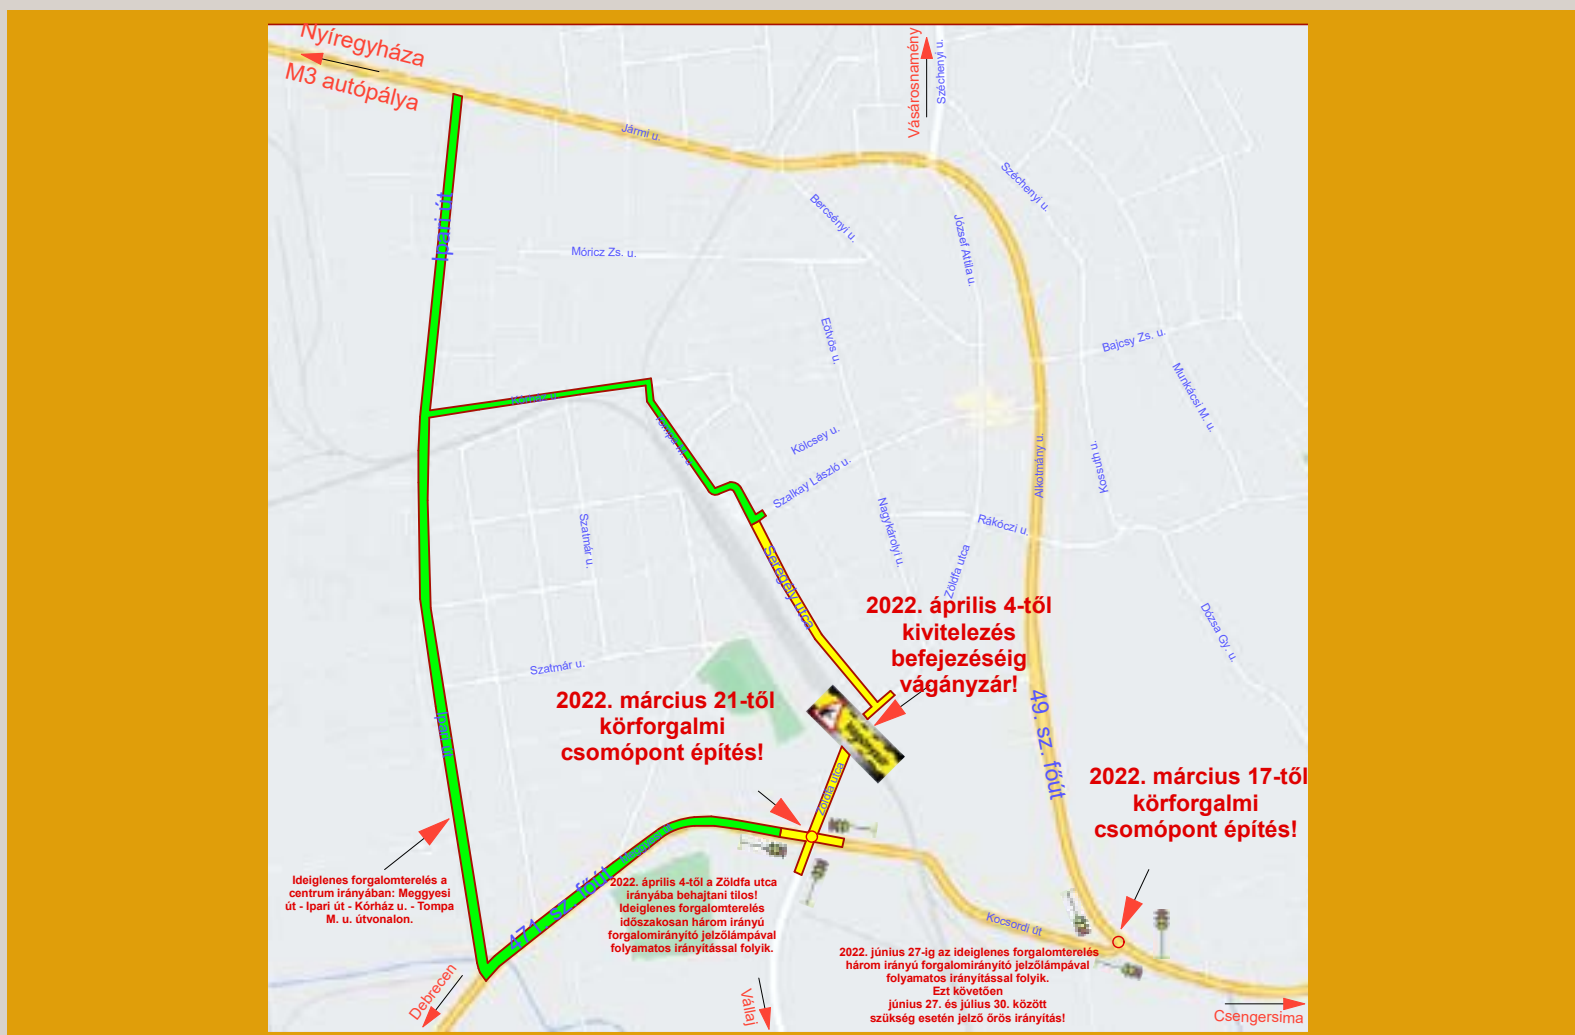 Nyíregyháza
M3 autópálya
Vásárosnamény
Széchenyi u.
Jármi u.
Széchenyi u.
Bercsényi u.
József Attila u.
Ipari út
Móricz Zs. u.
Eötvös u.
Bajcsy Zs. u.
Munkácsi M. u.
Kórház u.
Tompa M. u.
Kölcsey u.
Szalkay László u.
Alkotmány u.
Kossuth u.
Nagykárolyi u.
Rákóczi u.
Szatmár u.
Seregély utca
Zöldfa utca
Dózsa Gy. u.
2022. április 4-től
kivitelezés
befejezéséig
vágányzár!
Szatmár u.
2022. március 21-től
körforgalmi
csomópont építés!
49. sz. főút
Ipari út
Zöldfa utca
2022. március 17-től
körforgalmi
csomópont építés!
Ideiglenes forgalomterelés a
centrum irányában: Meggyesi
út - Ipari út - Kórház u. - Tompa
M. u. útvonalon.
471. sz. főút
2022. április 4-től a Zöldfa utca
irányába behajtani tilos!
Ideiglenes forgalomterelés
időszakosan három irányú
forgalomirányító jelzőlámpával
folyamatos irányítással folyik.
Kocsordi út
2022. június 27-ig az ideiglenes forgalomterelés
három irányú forgalomirányító jelzőlámpával
folyamatos irányítással folyik.
Ezt követően
június 27. és július 30. között
szükség esetén jelző őrös irányítás!
Debrecen
Vállaj
Csengersima